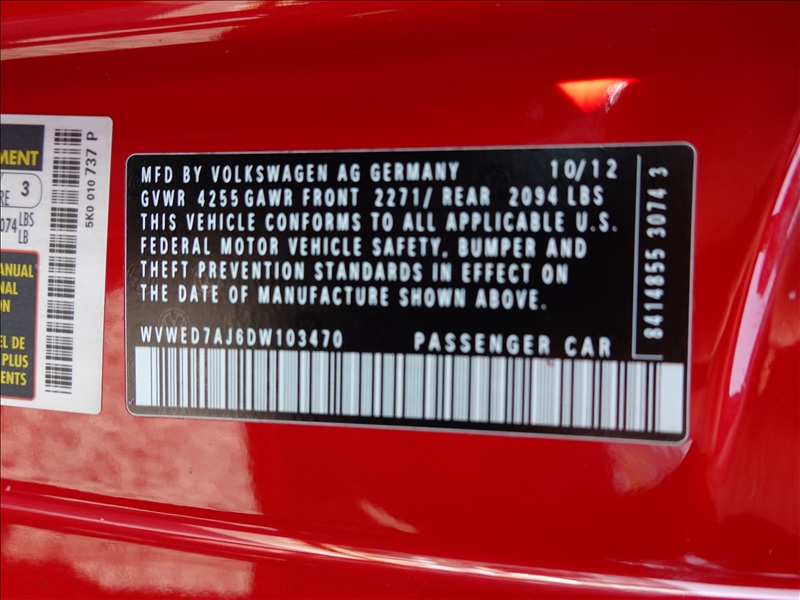 MENT
3
RE
074 LBS
LB
ANUAL
NAL
ON
EL DE
PLUS
ENTS
5K0 010 737 P
MFD BY VOLKSWAGEN AG GERMANY 10/12
GVWR 4255 GAWR FRONT 2271/ REAR 2094 LBS
THIS VEHICLE CONFORMS TO ALL APPLICABLE U.S.
FEDERAL MOTOR VEHICLE SAFETY, BUMPER AND
THEFT PREVENTION STANDARDS IN EFFECT ON
THE DATE OF MANUFACTURE SHOWN ABOVE.
WVWED7AJ6DW103470 PASSENGER CAR
8414855 3074 3